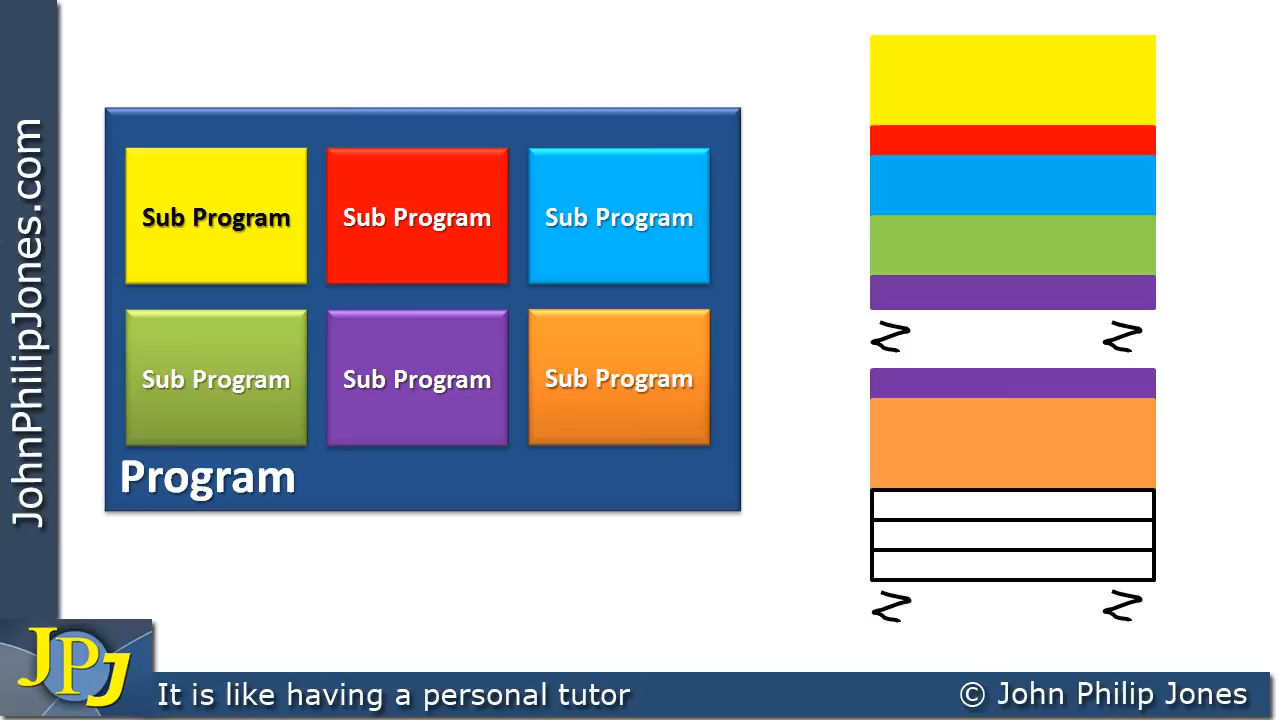 JohnPhilipJones.com
Sub Program
Sub Program
Sub Program
Sub Program
Sub Program
Sub Program
Program
JPJ
It is like having a personal tutor
© John Philip Jones